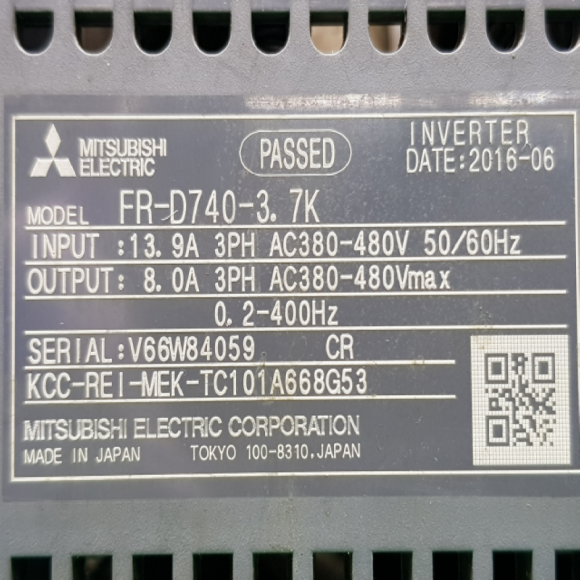 MITSUBISHI
ELECTRIC
PASSED
INVERTER
DATE:2016-06
MODEL FR-D740-3.7K
INPUT :13.9A 3PH AC380-480V 50/60Hz
OUTPUT: 8.0A 3PH AC380-480Vmax
0.2-400Hz
SERIAL:V66W84059 CR
KCC-REI-MEK-TC101A668G53
MITSUBISHI ELECTRIC CORPORATION
MADE IN JAPAN TOKYO 100-8310,JAPAN